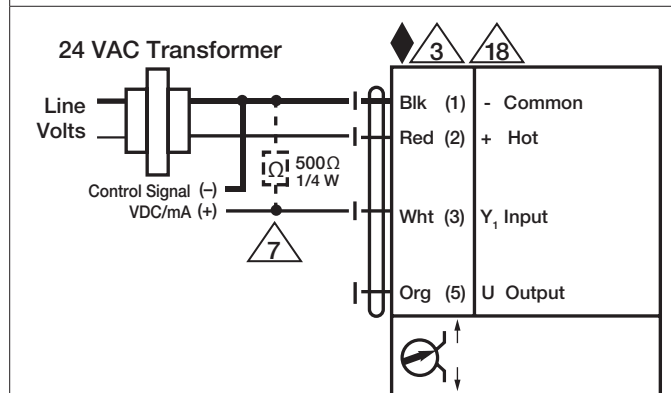 24 VAC Transformer
3
18
Line
Volts
Blk (1) - Common
Red (2) + Hot
Ω
500Ω
1/4 W
Control Signal (–)
VDC/mA (+)
Wht (3) Y₁ Input
7
Org (5) U Output